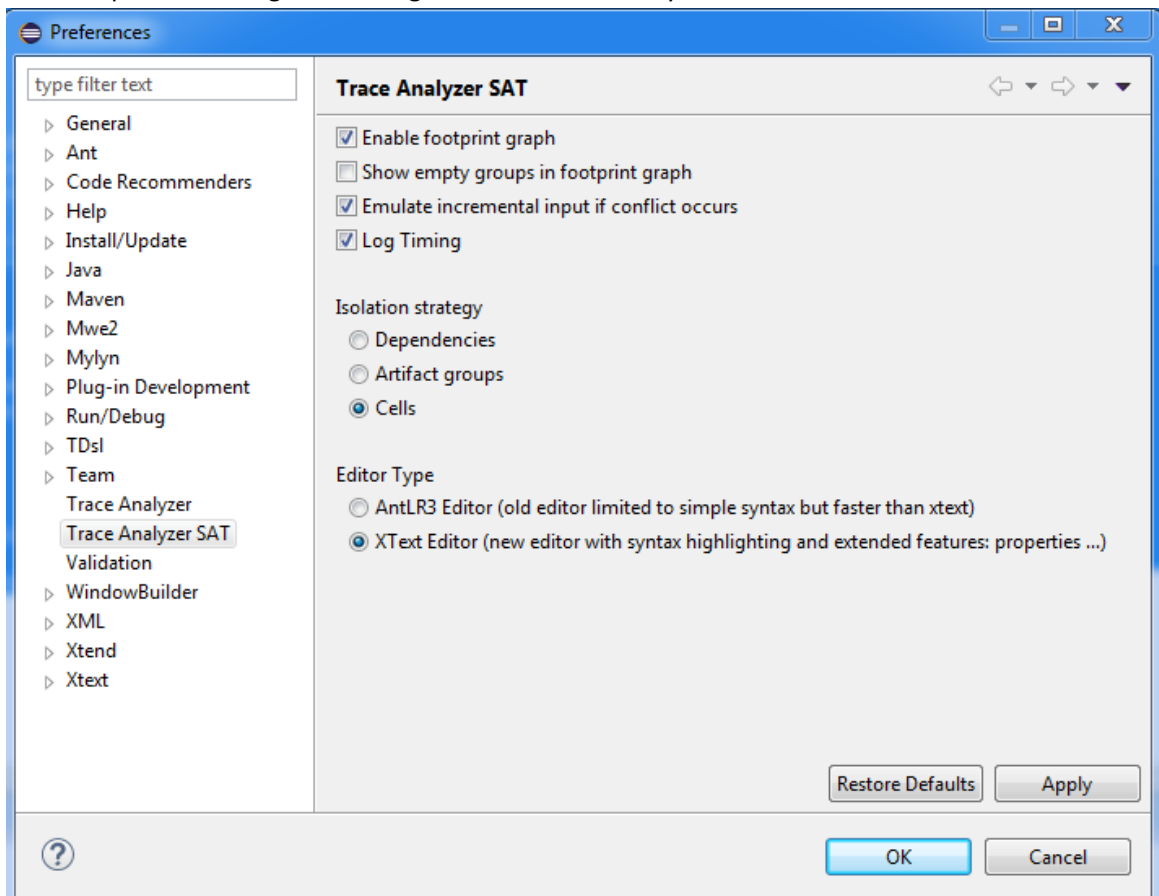 Preferences
type filter text
General
Ant
Code Recommenders
Help
Install/Update
Java
Maven
Mwe2
Mylyn
Plug-in Development
Run/Debug
TDsl
Team
Trace Analyzer
Trace Analyzer SAT
Validation
WindowBuilder
XML
Xtend
Xtext
Trace Analyzer SAT
Enable footprint graph
Show empty groups in footprint graph
Emulate incremental input if conflict occurs
Log Timing
Isolation strategy
Dependencies
Artifact groups
Cells
Editor Type
AntLR3 Editor (old editor limited to simple syntax but faster than xtext)
XText Editor (new editor with syntax highlighting and extended features: properties ...)
Restore Defaults
Apply
OK
Cancel